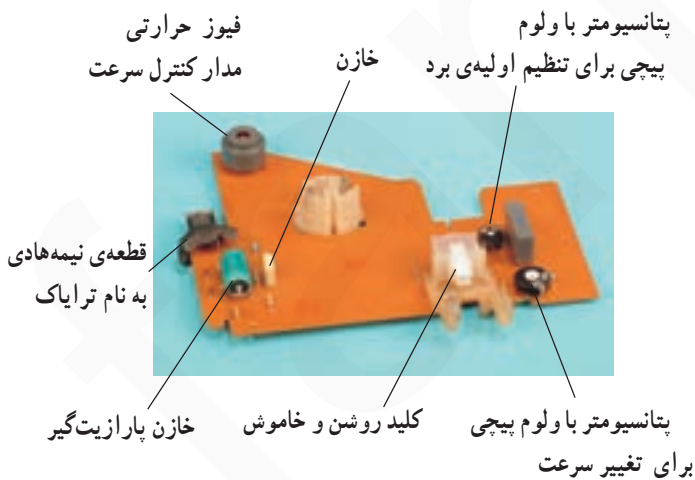 پتانسیومتر با ولوم
پیچی برای تنظیم اولیه‌ی برد
خازن
فیوز حرارتی
مدار کنترل سرعت
قطعه‌ی نیمه‌هادی
به نام ترایاک
پتانسیومتر با ولوم پیچی
برای تغییر سرعت
کلید روشن و خاموش
خازن پارازیت‌گیر